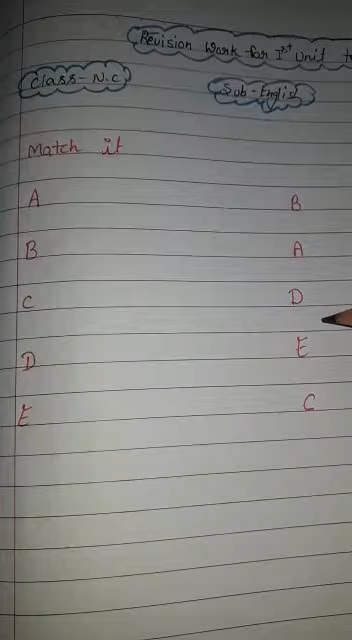 Revision Work for Ist Unit
Class - N.C Sub - English
Match it
A B
B A
C D
D E
E C